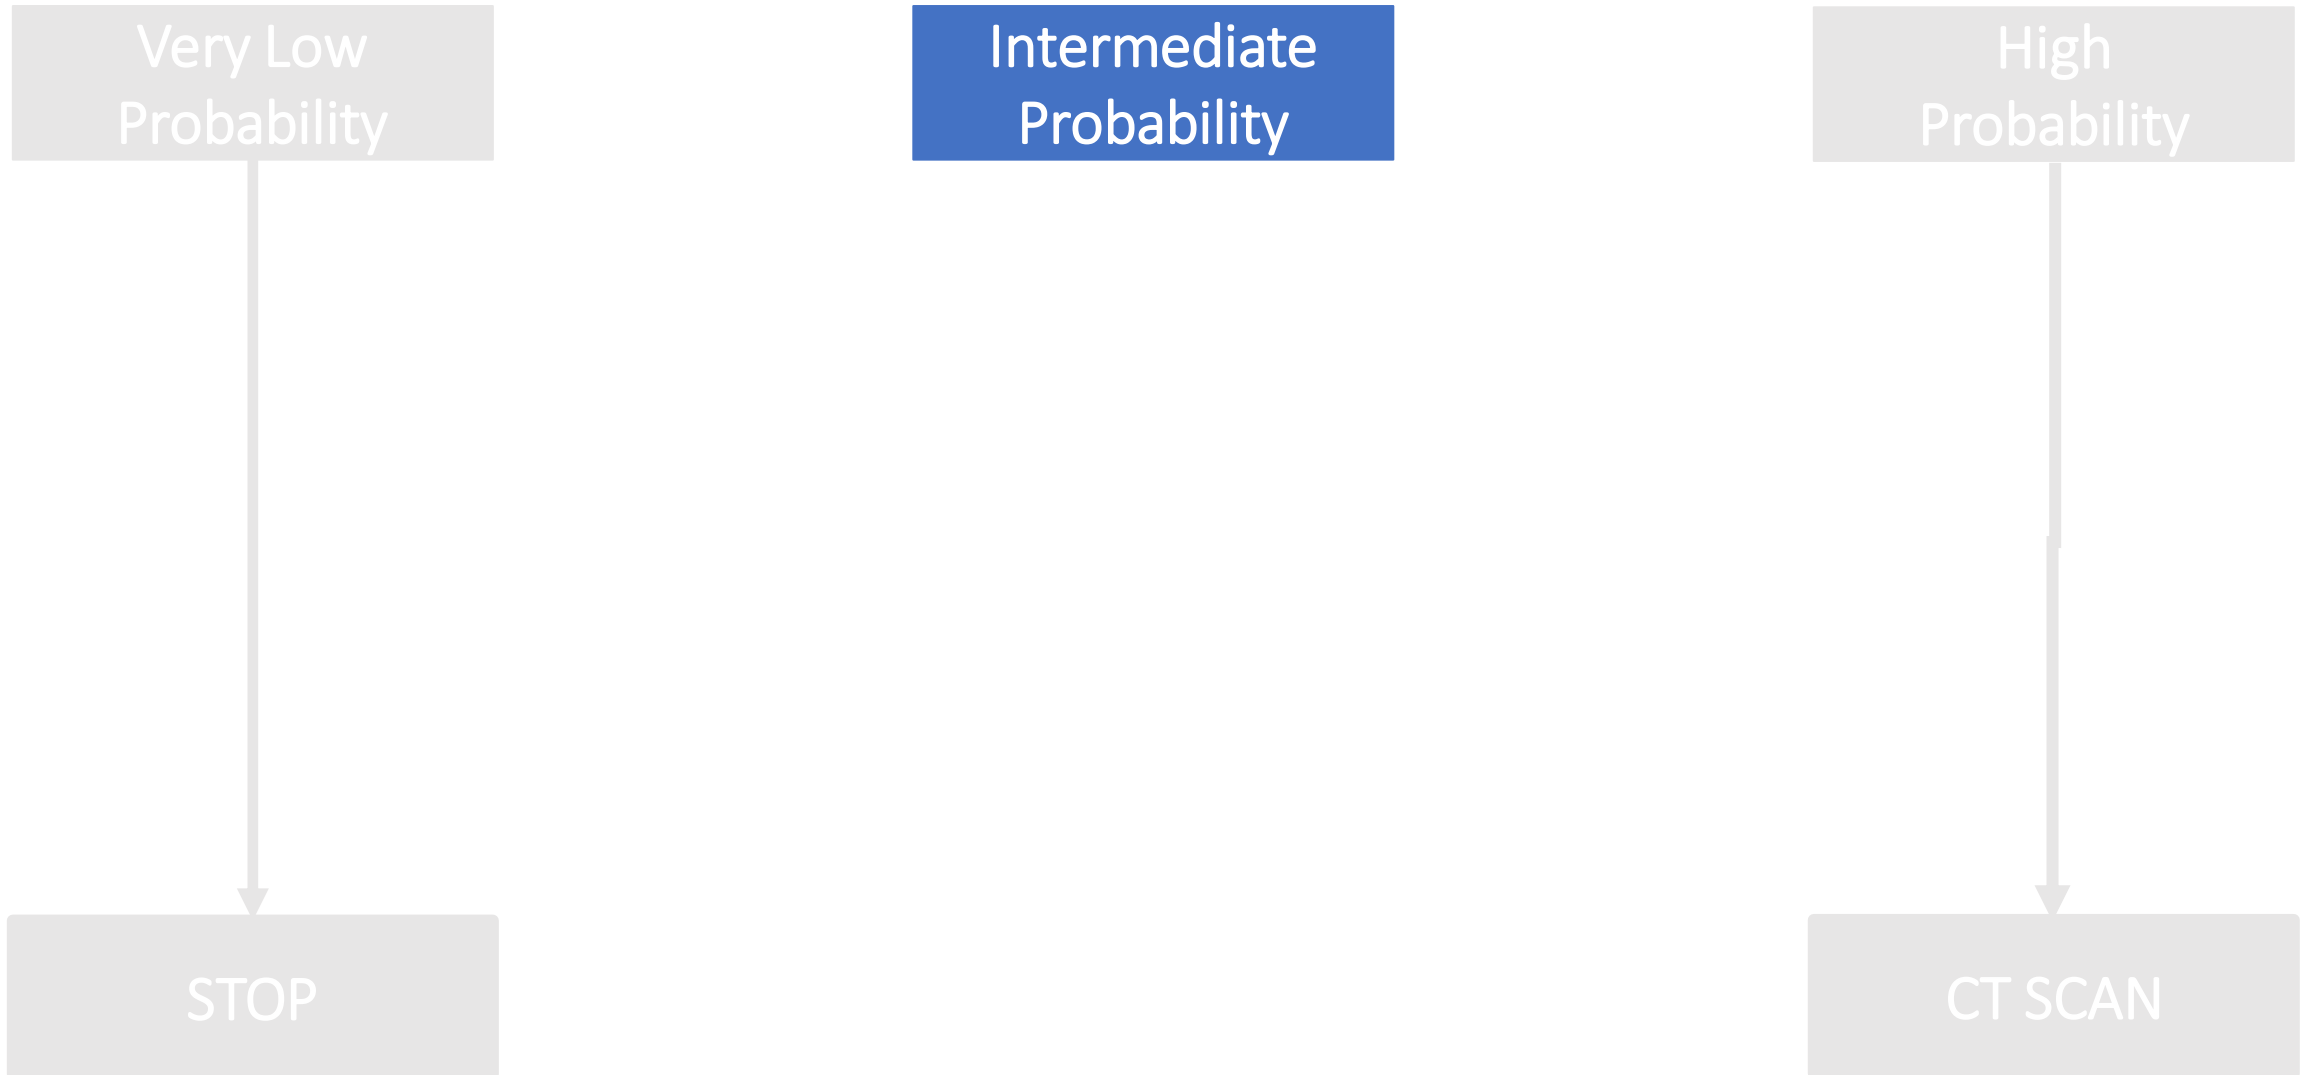 Very Low
Probability
Intermediate
Probability
High
Probability
STOP
CT SCAN